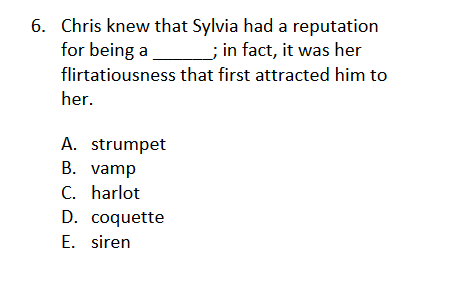 6. Chris knew that Sylvia had a reputation
for being a ______; in fact, it was her
flirtatiousness that first attracted him to
her.
A. strumpet
B. vamp
C. harlot
D. coquette
E. siren